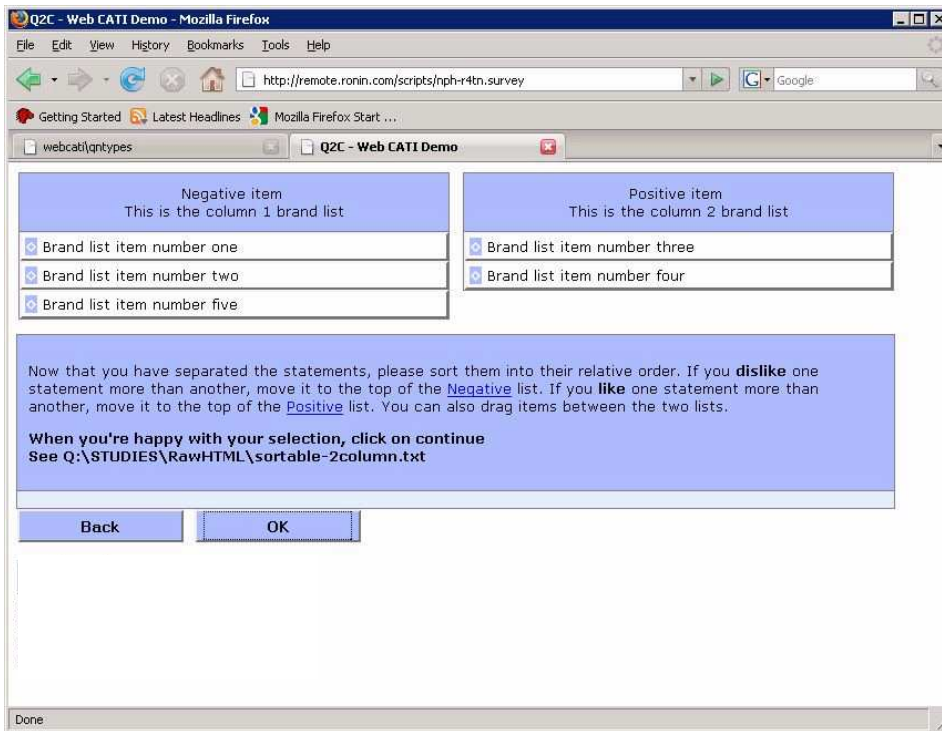 Q2C - Web CATI Demo - Mozilla Firefox
File Edit View History Bookmarks Tools Help
http://remote.ronin.com/scripts/nph-r4tn.survey
G Google
Getting Started Latest Headlines Mozilla Firefox Start ...
webcati\qntypes Q2C - Web CATI Demo
Negative item
This is the column 1 brand list
Brand list item number one
Brand list item number two
Brand list item number five
Positive item
This is the column 2 brand list
Brand list item number three
Brand list item number four
Now that you have separated the statements, please sort them into their relative order. If you dislike one
statement more than another, move it to the top of the Negative list. If you like one statement more than
another, move it to the top of the Positive list. You can also drag items between the two lists.
When you're happy with your selection, click on continue
See Q:\STUDIES\RawHTML\sortable-2column.txt
Back OK
Done